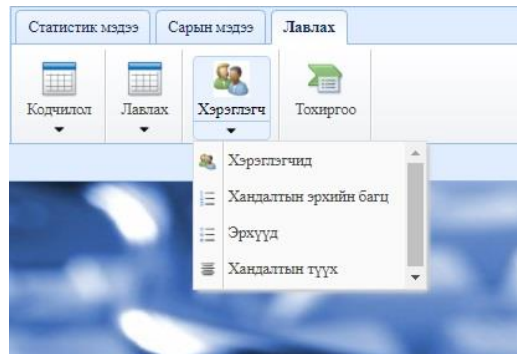 Статистик мэдээ Сарын мэдээ Лавлах
Кодчилол Лавлах Хэрэглэгч Тохиргоо
Хэрэглэгчид
Хандалтын эрхийн багц
Эрхүүд
Хандалтын түүх